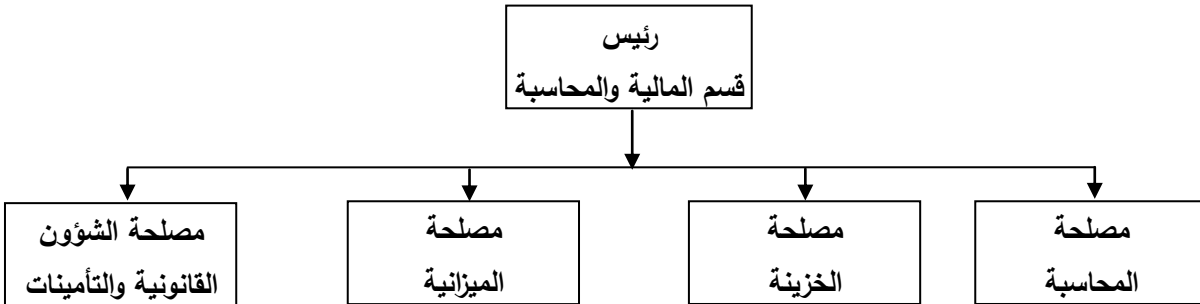 رئيس
قسم المالية والمحاسبة
مصلحة
المحاسبة
مصلحة
الخزينة
مصلحة
الميزانية
مصلحة الشؤون
القانونية والتأمينات